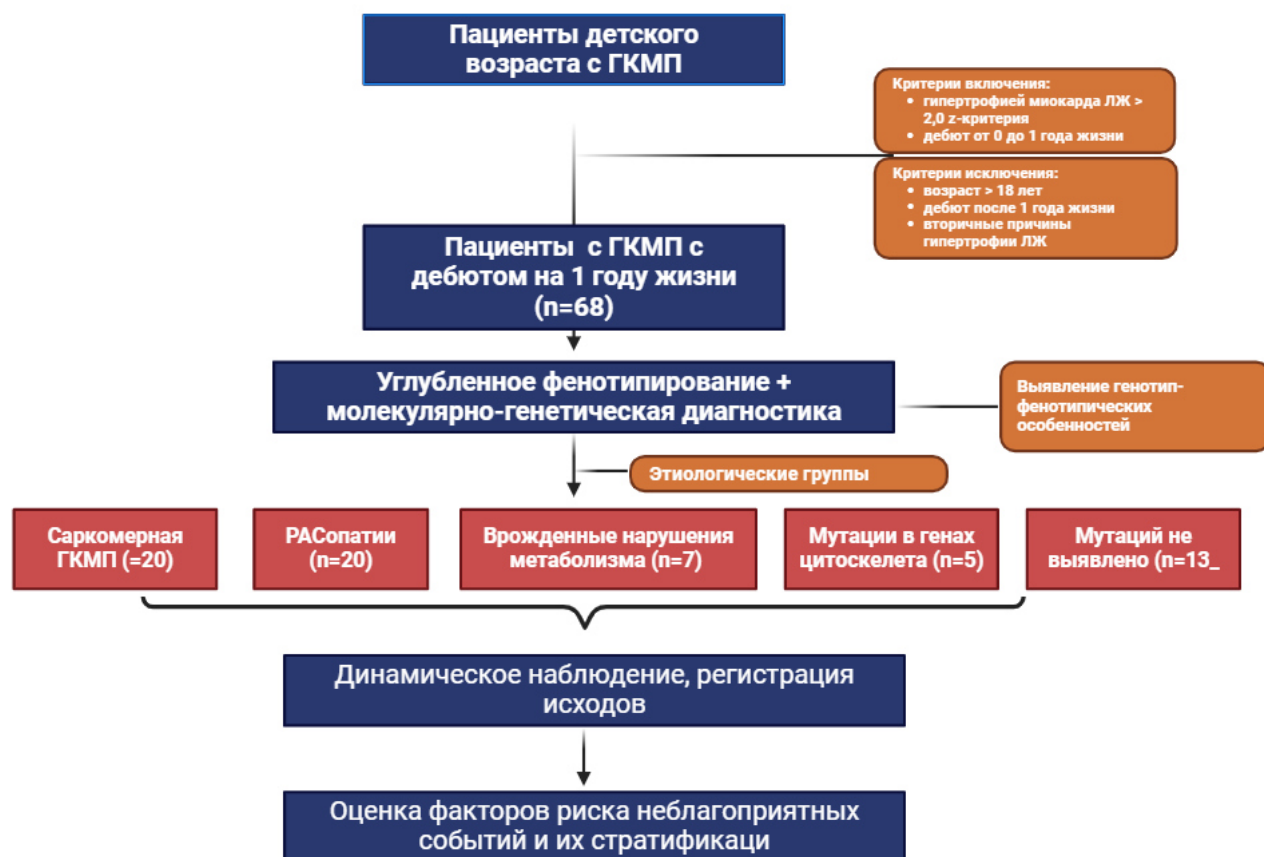 Пациенты детского
возраста с ГКМП
Критерии включения:
• гипертрофией миокарда ЛЖ >
2,0 z-критерия
• дебют от 0 до 1 года жизни
Критерии исключения:
• возраст > 18 лет
• дебют после 1 года жизни
• вторичные причины
гипертрофии ЛЖ
Пациенты с ГКМП с
дебютом на 1 году жизни
(n=68)
Углубленное фенотипирование +
молекулярно-генетическая диагностика
Выявление генотип-
фенотипических
особенностей
Этиологические группы
Саркомерная
ГКМП (=20)
РАСопатии
(n=20)
Врожденные нарушения
метаболизма (n=7)
Мутации в генах
цитоскелета (n=5)
Мутаций не
выявлено (n=13_
Динамическое наблюдение, регистрация
исходов
Оценка факторов риска неблагоприятных
событий и их стратификаци